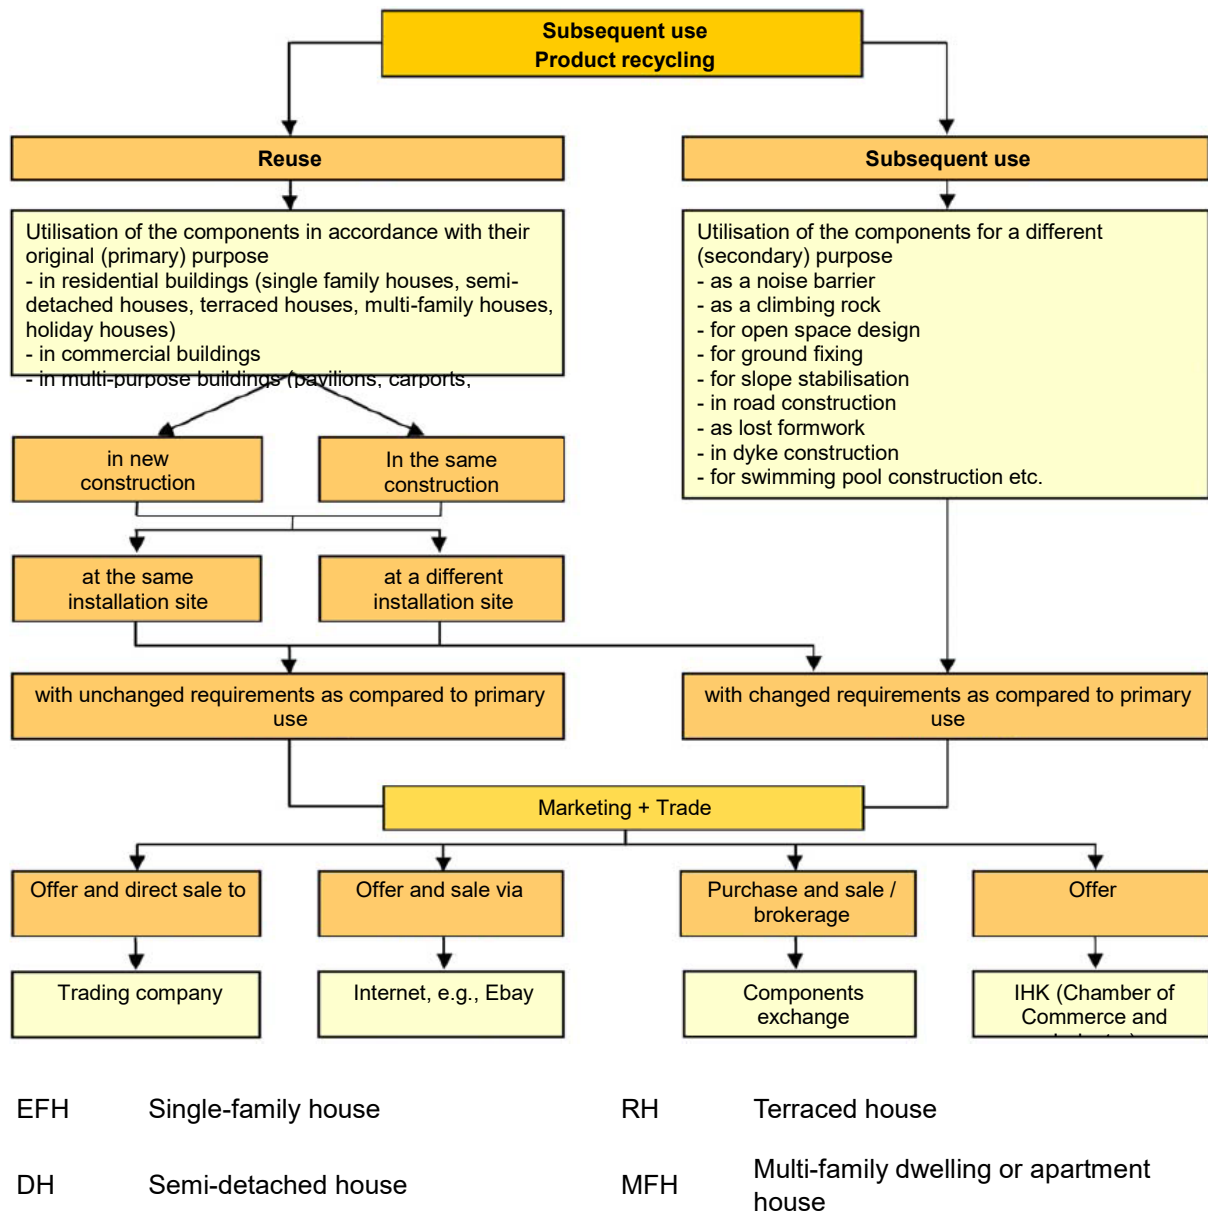 Subsequent use
Product recycling
Reuse
Subsequent use
Utilisation of the components in accordance with their
original (primary) purpose
- in residential buildings (single family houses, semi-
detached houses, terraced houses, multi-family houses,
holiday houses)
- in commercial buildings
- in multi-purpose buildings (pavilions, carports,
Utilisation of the components for a different
(secondary) purpose
- as a noise barrier
- as a climbing rock
- for open space design
- for ground fixing
- for slope stabilisation
- in road construction
- as lost formwork
- in dyke construction
- for swimming pool construction etc.
in new
construction
In the same
construction
at the same
installation site
at a different
installation site
with unchanged requirements as compared to primary
use
with changed requirements as compared to primary
use
Marketing + Trade
Offer and direct sale to
Offer and sale via
Purchase and sale /
brokerage
Offer
Trading company
Internet, e.g., Ebay
Components
exchange
IHK (Chamber of
Commerce and
EFH Single-family house
RH Terraced house
DH Semi-detached house
MFH Multi-family dwelling or apartment
house